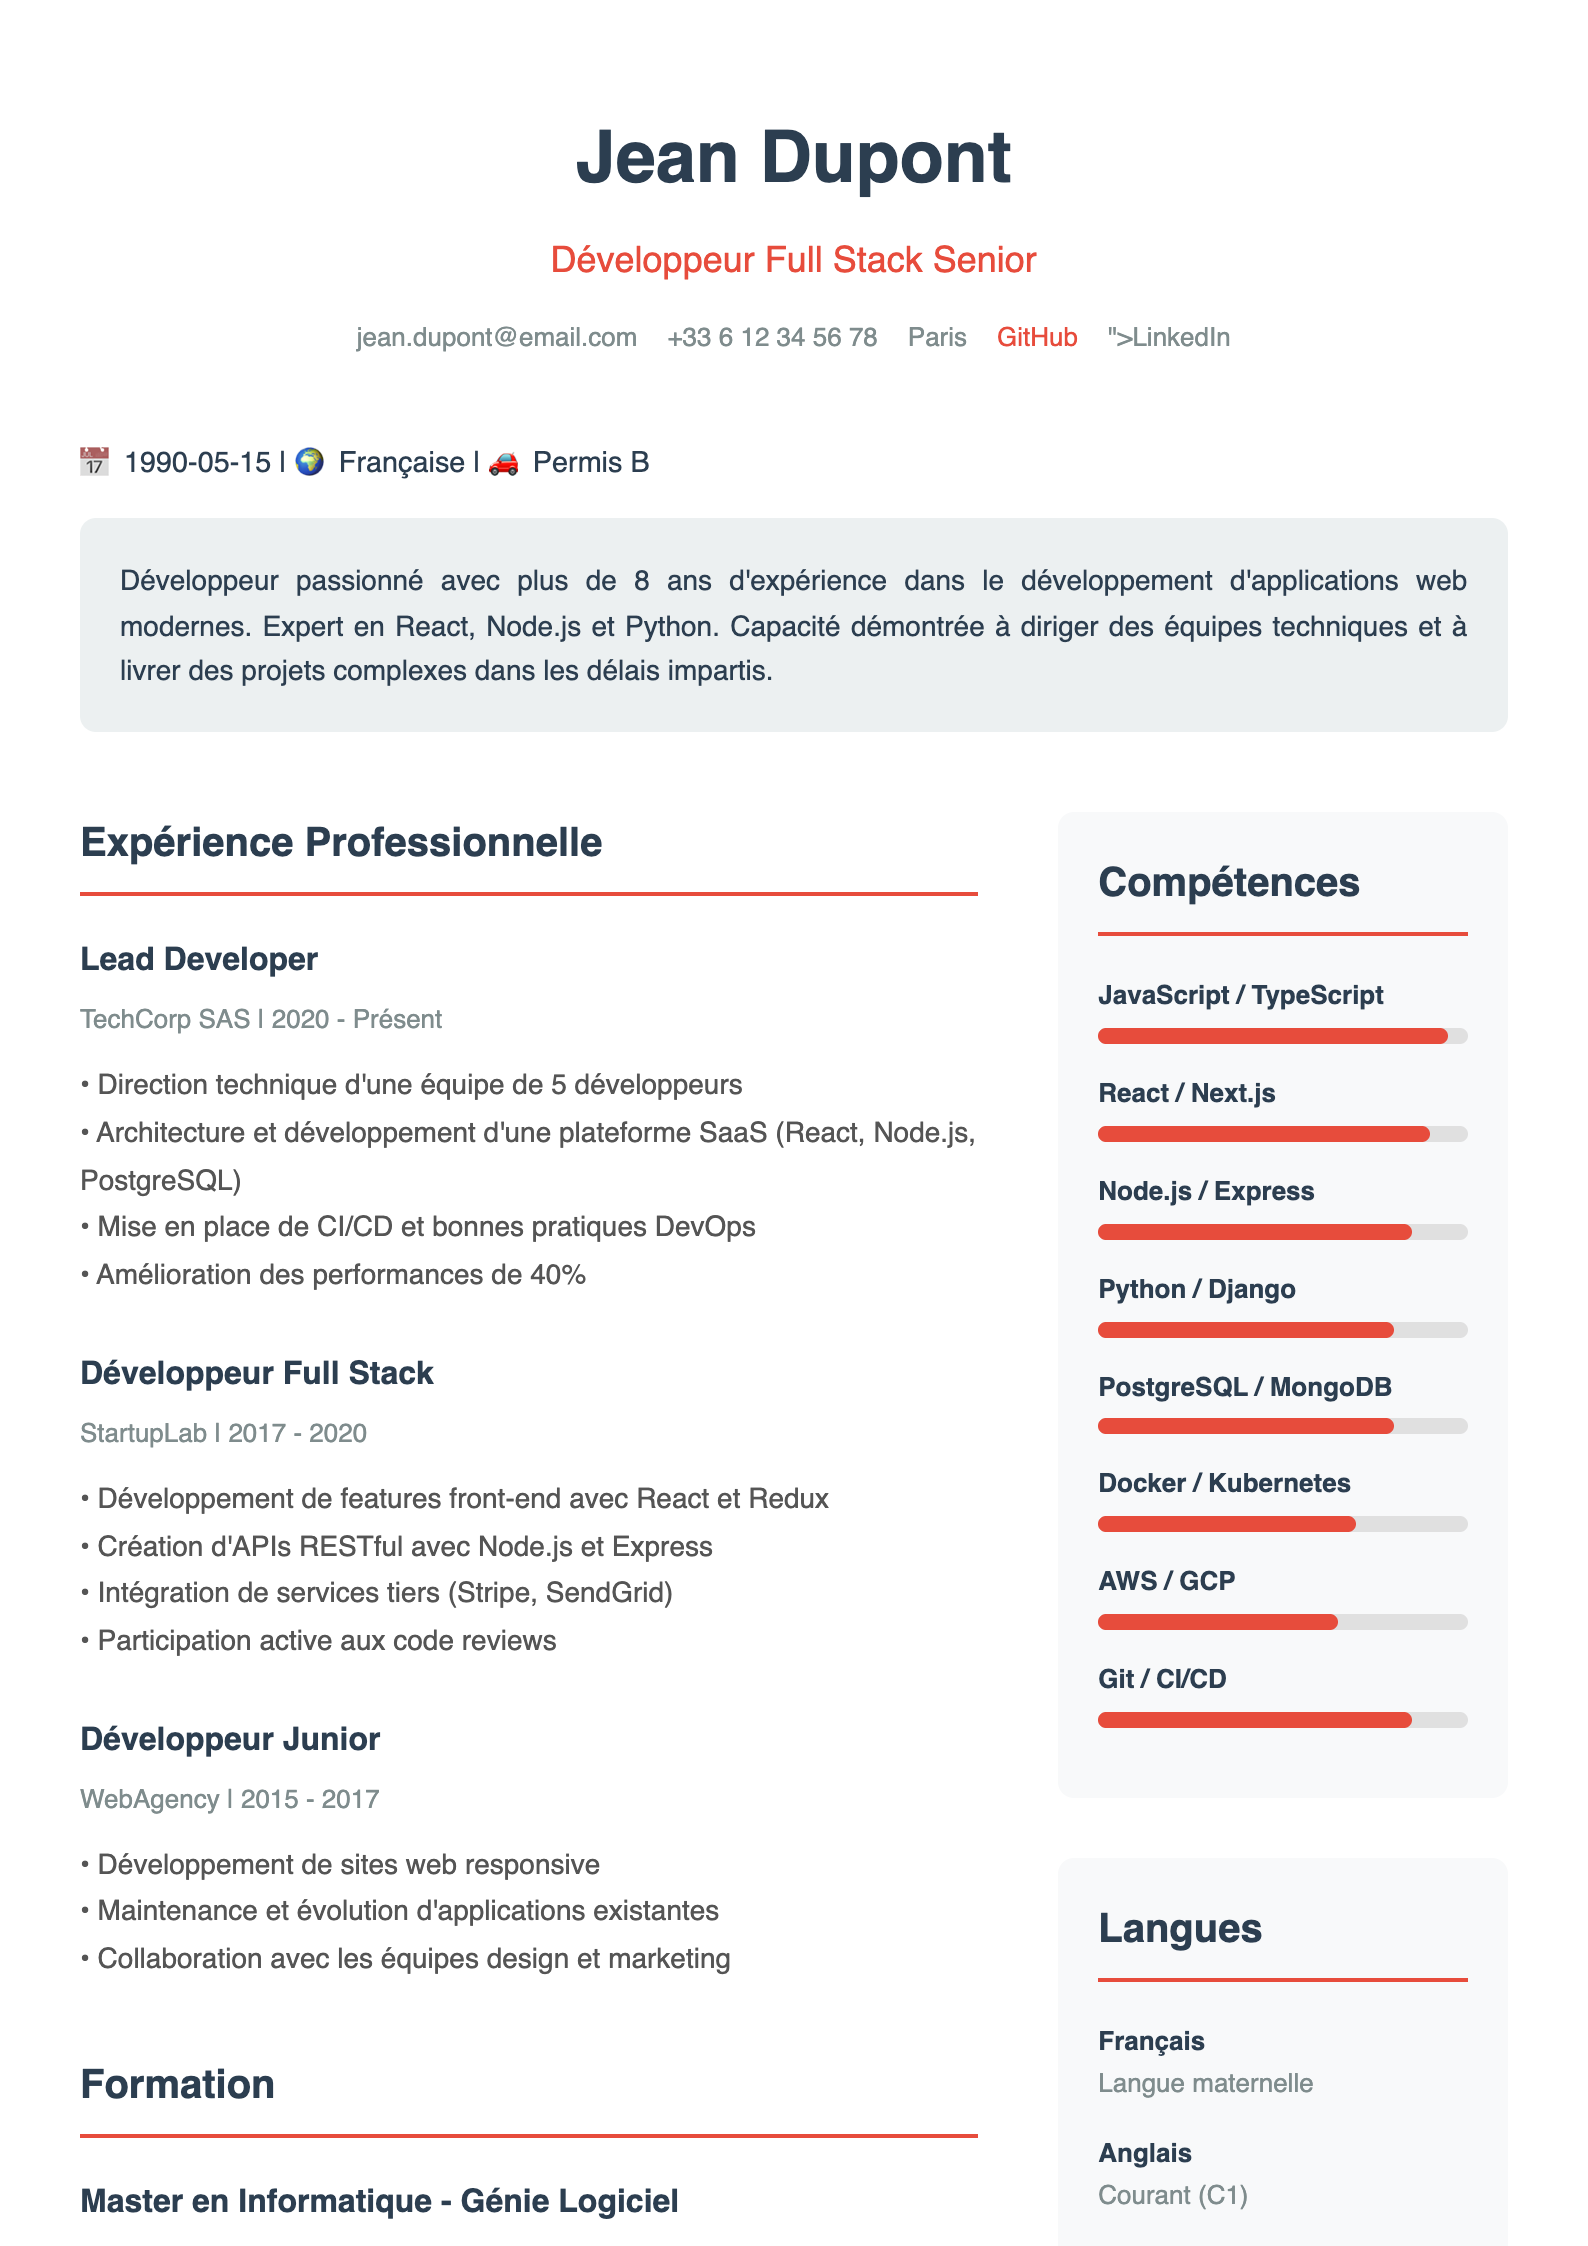 Jean Dupont
Développeur Full Stack Senior
jean.dupont@email.com +33 6 12 34 56 78 Paris GitHub ">LinkedIn
📅 1990-05-15 | 🌍 Française | 🚗 Permis B
Développeur passionné avec plus de 8 ans d'expérience dans le développement d'applications web
modernes. Expert en React, Node.js et Python. Capacité démontrée à diriger des équipes techniques et à
livrer des projets complexes dans les délais impartis.
Expérience Professionnelle
Lead Developer
TechCorp SAS | 2020 - Présent
• Direction technique d'une équipe de 5 développeurs
• Architecture et développement d'une plateforme SaaS (React, Node.js,
PostgreSQL)
• Mise en place de CI/CD et bonnes pratiques DevOps
• Amélioration des performances de 40%
Développeur Full Stack
StartupLab | 2017 - 2020
• Développement de features front-end avec React et Redux
• Création d'APIs RESTful avec Node.js et Express
• Intégration de services tiers (Stripe, SendGrid)
• Participation active aux code reviews
Développeur Junior
WebAgency | 2015 - 2017
• Développement de sites web responsive
• Maintenance et évolution d'applications existantes
• Collaboration avec les équipes design et marketing
Formation
Master en Informatique - Génie Logiciel
Compétences
JavaScript / TypeScript
React / Next.js
Node.js / Express
Python / Django
PostgreSQL / MongoDB
Docker / Kubernetes
AWS / GCP
Git / CI/CD
Langues
Français
Langue maternelle
Anglais
Courant (C1)